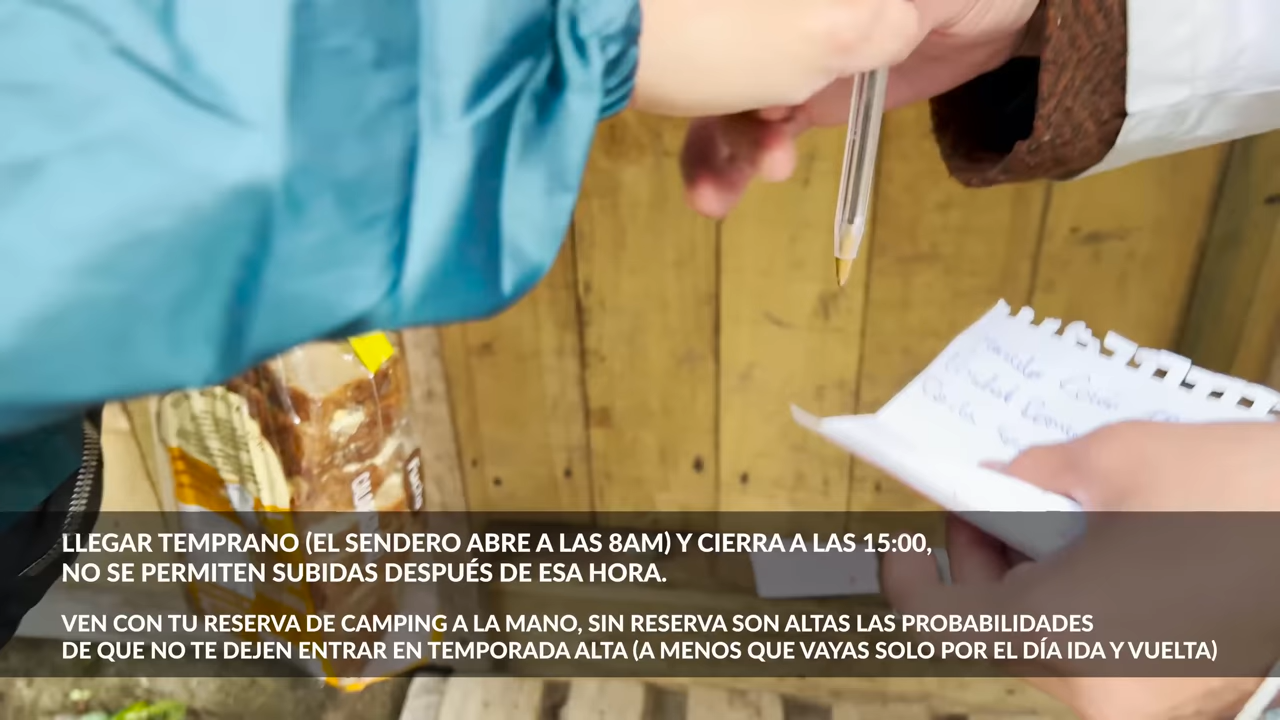 LLEGAR TEMPRANO (EL SENDERO ABRE A LAS 8AM) Y CIERRA A LAS 15:00,
NO SE PERMITEN SUBIDAS DESPUÉS DE ESA HORA.
VEN CON TU RESERVA DE CAMPING A LA MANO, SIN RESERVA SON ALTAS LAS PROBABILIDADES
DE QUE NO TE DEJEN ENTRAR EN TEMPORADA ALTA (A MENOS QUE VAYAS SOLO POR EL DÍA IDA Y VUELTA)